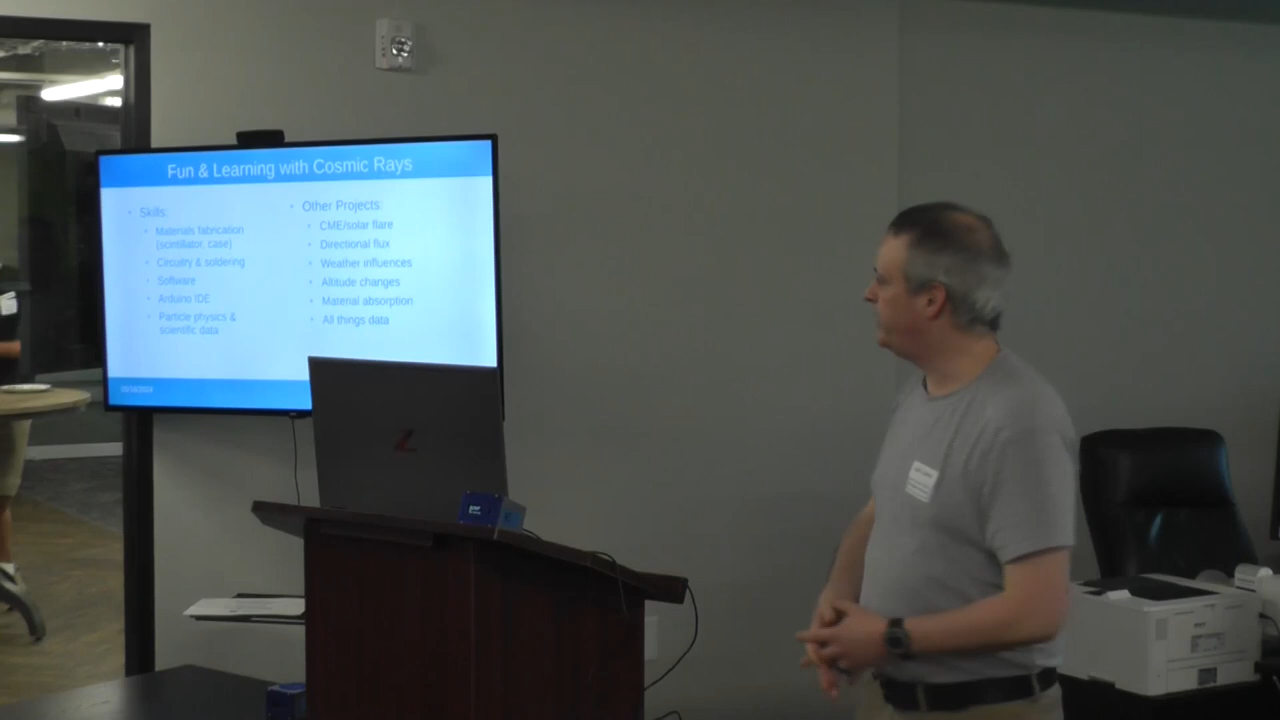 Fun & Learning with Cosmic Rays
• Skills:
• Materials fabrication
(scintillator, case)
• Circuitry & soldering
• Software
• Arduino IDE
• Particle physics &
scientific data
• Other Projects:
• CME/solar flare
• Directional flux
• Weather influences
• Altitude changes
• Material absorption
• All things data